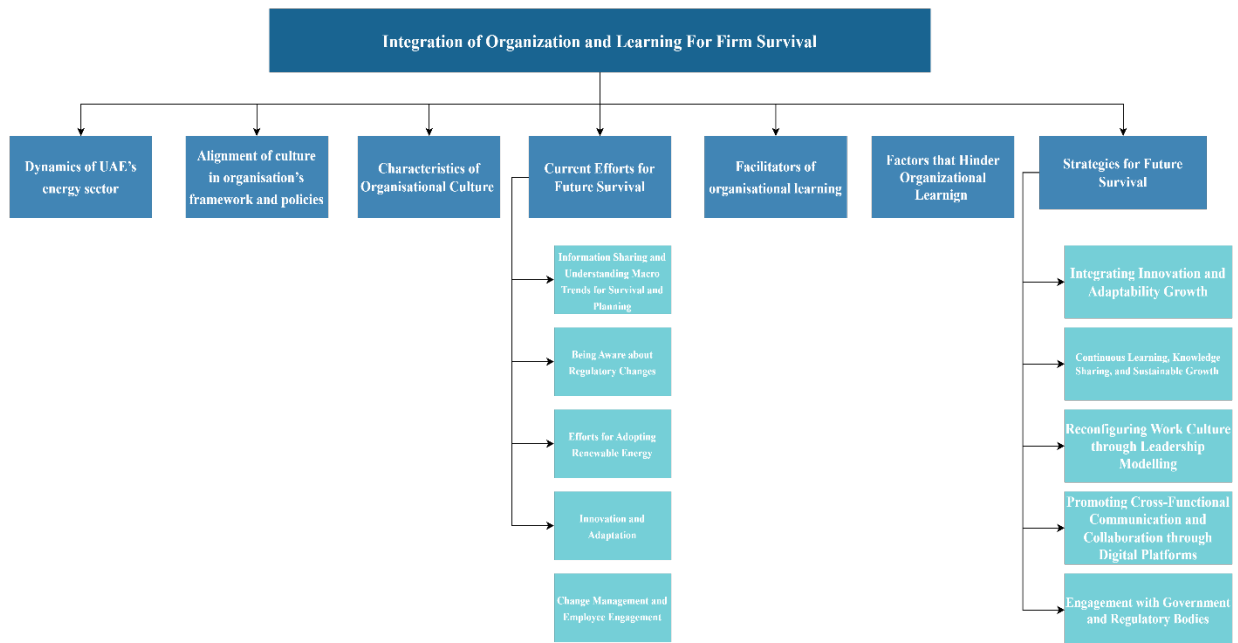 Integration of Organization and Learning For Firm Survival
Dynamics of UAE's
energy sector
Alignment of culture
in organisation's
framework and policies
Characteristics of
Organisational Culture
Current Efforts for
Future Survival
Facilitators of
organisational learning
Factors that Hinder
Organizational
Learnign
Strategies for Future
Survival
Information Sharing and
Understanding Macro
Trends for Survival and
Planning
Being Aware about
Regulatory Changes
Efforts for Adopting
Renewable Energy
Innovation and
Adaptation
Change Management and
Employee Engagement
Integrating Innovation and
Adaptability Growth
Continuous Learning, Knowledge
Sharing, and Sustainable Growth
Reconfiguring Work Culture
through Leadership
Modelling
Promoting Cross-Functional
Communication and
Collaboration through
Digital Platforms
Engagement with Government
and Regulatory Bodies